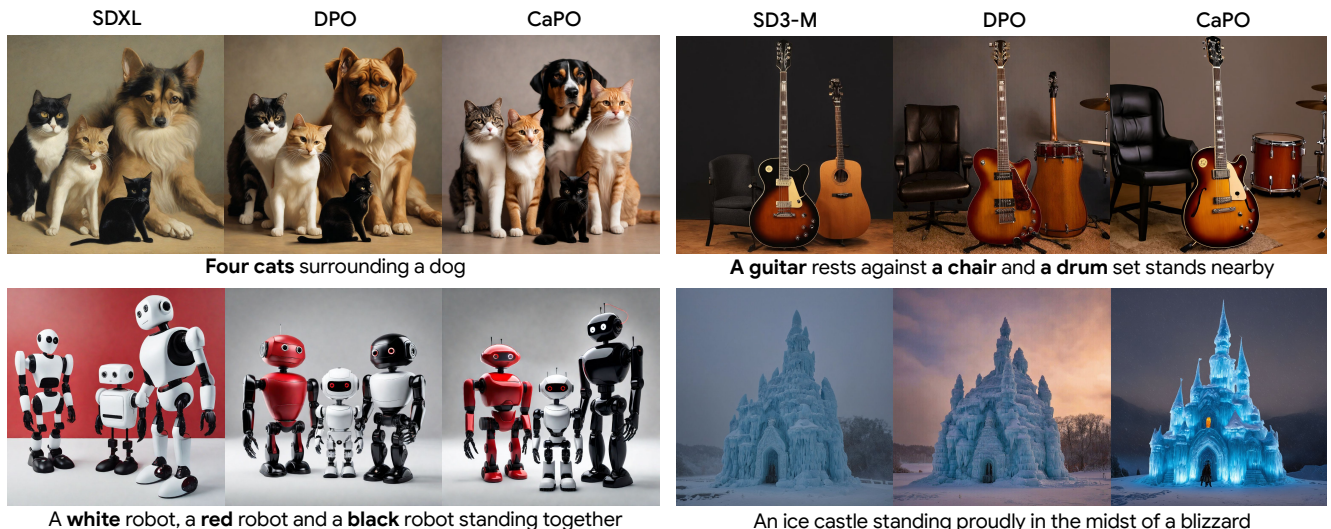 SDXL DPO CaPO SD3-M DPO CaPO
Four cats surrounding a dog
A guitar rests against a chair and a drum set stands nearby
A white robot, a red robot and a black robot standing together
An ice castle standing proudly in the midst of a blizzard